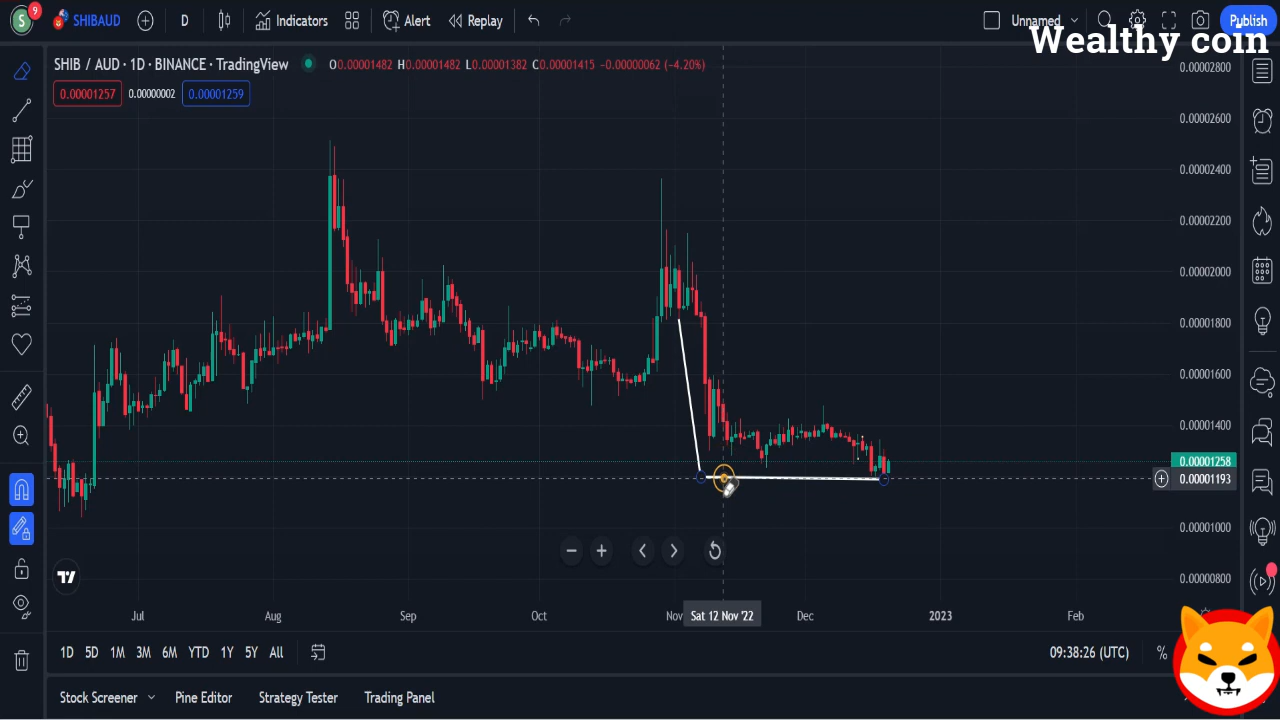 S 9 SHIBAUD D Indicators Alert Replay Unnamed Publish
Wealthy coin
SHIB / AUD · 1D · BINANCE · TradingView O0.00001482 H0.00001482 L0.00001382 C0.00001415 −0.00000062 (−4.20%)
0.00001257 0.00000002 0.00001259
0.00002800
0.00002600
0.00002400
0.00002200
0.00002000
0.00001800
0.00001600
0.00001400
0.00001258
0.00001193
0.00001000
0.00000800
Jul Aug Sep Oct Nov Sat 12 Nov '22 Dec 2023 Feb
1D 5D 1M 3M 6M YTD 1Y 5Y All 09:38:26 (UTC) %
Stock Screener Pine Editor Strategy Tester Trading Panel